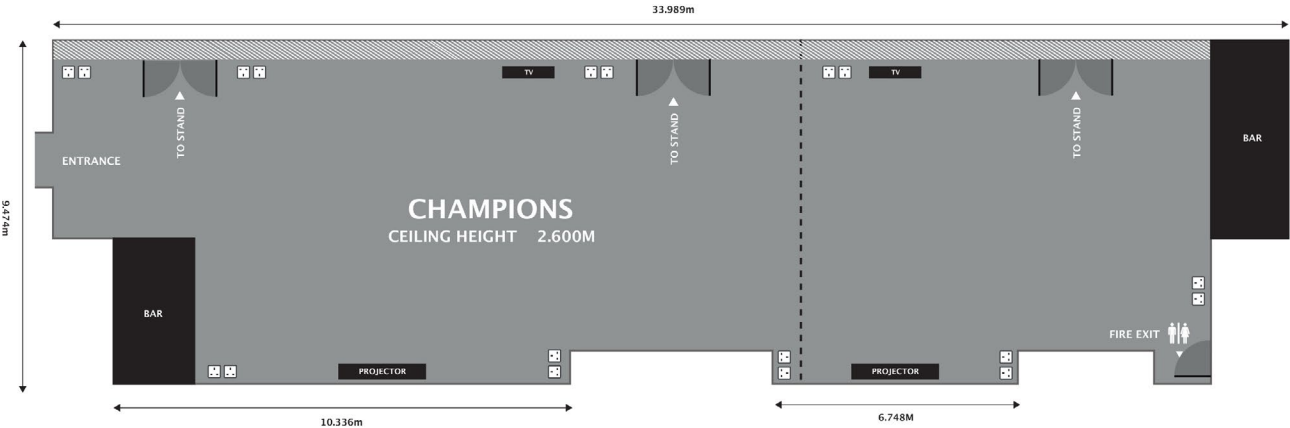 33.989m
9.474m
TV
TV
TO STAND
TO STAND
TO STAND
BAR
ENTRANCE
CHAMPIONS
CEILING HEIGHT 2.600M
BAR
FIRE EXIT
PROJECTOR
PROJECTOR
10.336m
6.748M